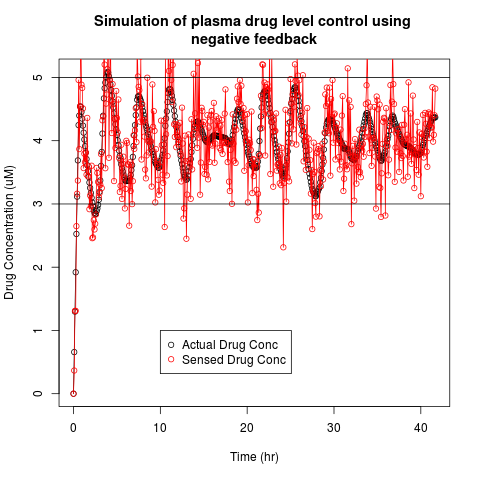 Simulation of plasma drug level control using
negative feedback
Drug Concentration (uM)
5
4
3
2
1
0
Actual Drug Conc
Sensed Drug Conc
0 10 20 30 40
Time (hr)